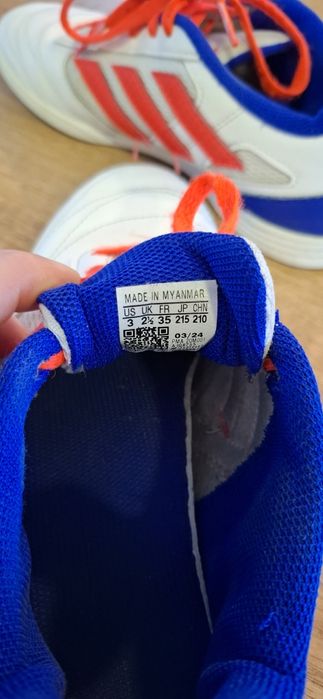 MADE IN MYANMAR
US UK FR JP CHN
3 2½ 35 215 210
03/24